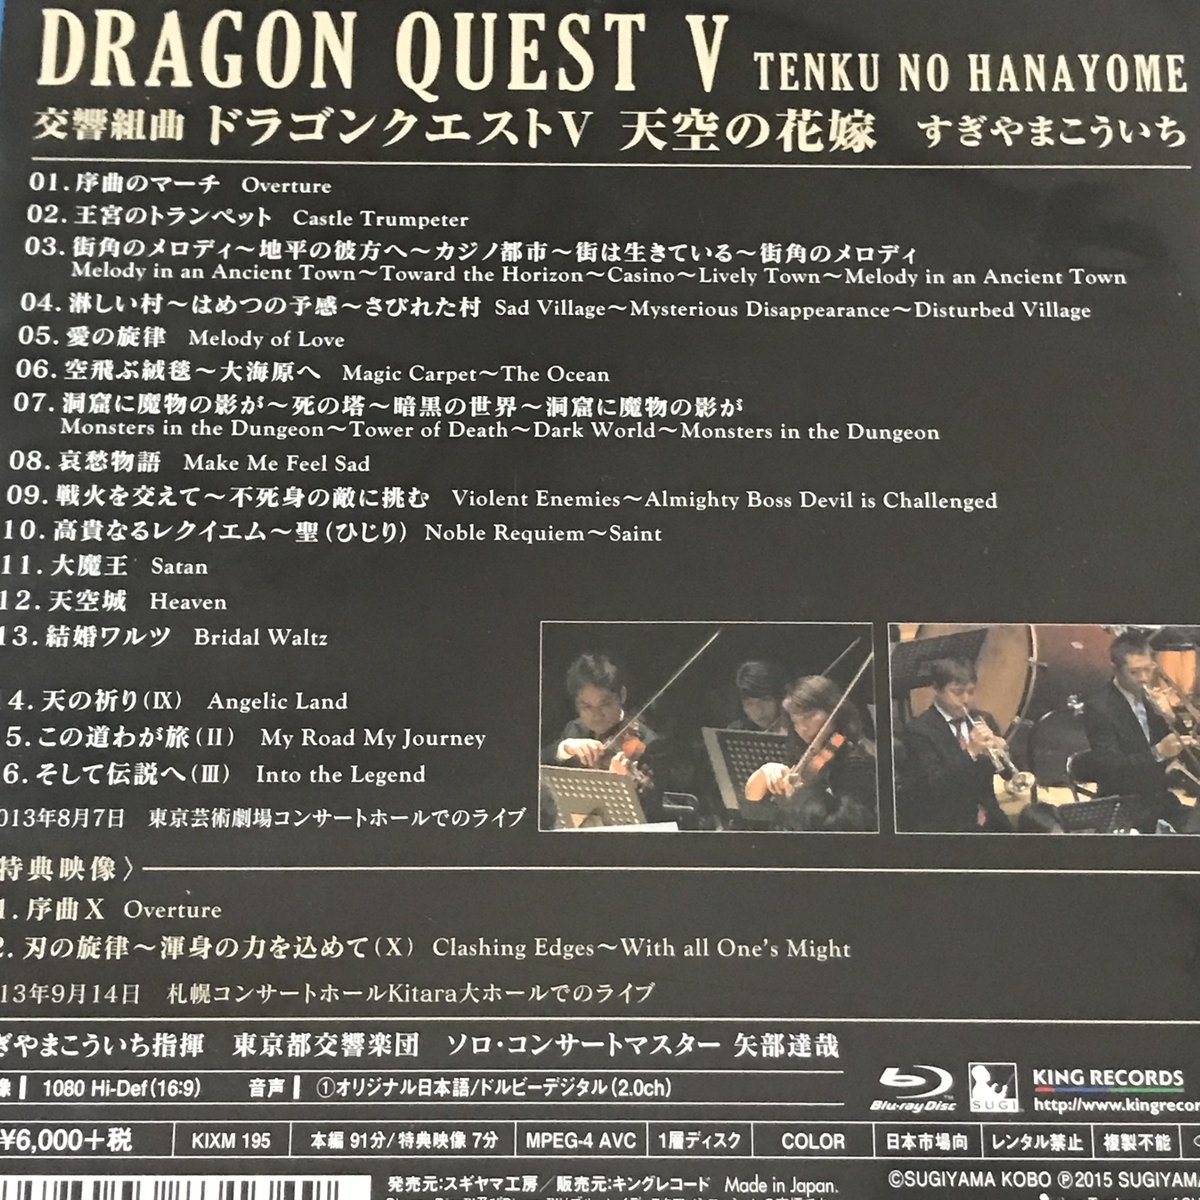 DRAGON QUEST V TENKU NO HANAYOME
交響組曲 ドラゴンクエストV 天空の花嫁 すぎやまこういち
01.序曲のマーチ Overture
02.王宮のトランペット Castle Trumpeter
03.街角のメロディ〜地平の彼方へ〜カジノ都市〜街は生きている〜街角のメロディ
Melody in an Ancient Town〜Toward the Horizon〜Casino〜Lively Town〜Melody in an Ancient Town
04.淋しい村〜はめつの予感〜さびれた村 Sad Village〜Mysterious Disappearance〜Disturbed Village
05.愛の旋律 Melody of Love
06.空飛ぶ絨毯〜大海原へ Magic Carpet〜The Ocean
07.洞窟に魔物の影が〜死の塔〜暗黒の世界〜洞窟に魔物の影が
Monsters in the Dungeon〜Tower of Death〜Dark World〜Monsters in the Dungeon
08.哀愁物語 Make Me Feel Sad
09.戦火を交えて〜不死身の敵に挑む Violent Enemies〜Almighty Boss Devil is Challenged
10.高貴なるレクイエム〜聖(ひじり) Noble Requiem〜Saint
11.大魔王 Satan
12.天空城 Heaven
13.結婚ワルツ Bridal Waltz
4.天の祈り(Ⅸ) Angelic Land
5.この道わが旅(Ⅱ) My Road My Journey
6.そして伝説へ(Ⅲ) Into the Legend
013年8月7日 東京芸術劇場コンサートホールでのライブ
特典映像〉
1.序曲X Overture
2.刃の旋律〜渾身の力を込めて(X) Clashing Edges〜With all One's Might
13年9月14日 札幌コンサートホールKitara大ホールでのライブ
ぎやまこういち指揮 東京都交響楽団 ソロ・コンサートマスター 矢部達哉
像 1080 Hi-Def(16:9) 音声 ①オリジナル日本語/ドルビーデジタル(2.0ch)
Blu-ray Disc SUGI KING RECORDS
http://www.kingrecor
¥6,000+税 KIXM 195 本編 91分/特典映像 7分 MPEG-4 AVC 1層ディスク COLOR 日本市場向 レンタル禁止 複製不能
発売元:スギヤマ工房/販売元:キングレコード Made in Japan.
©SUGIYAMA KOBO ℗2015 SUGIYAM